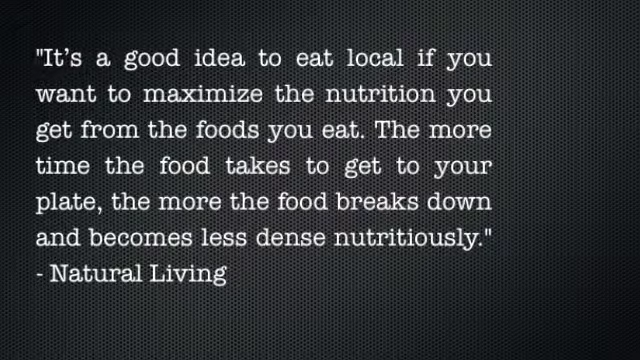 "It's a good idea to eat local if you
want to maximize the nutrition you
get from the foods you eat. The more
time the food takes to get to your
plate, the more the food breaks down
and becomes less dense nutritiously."
- Natural Living